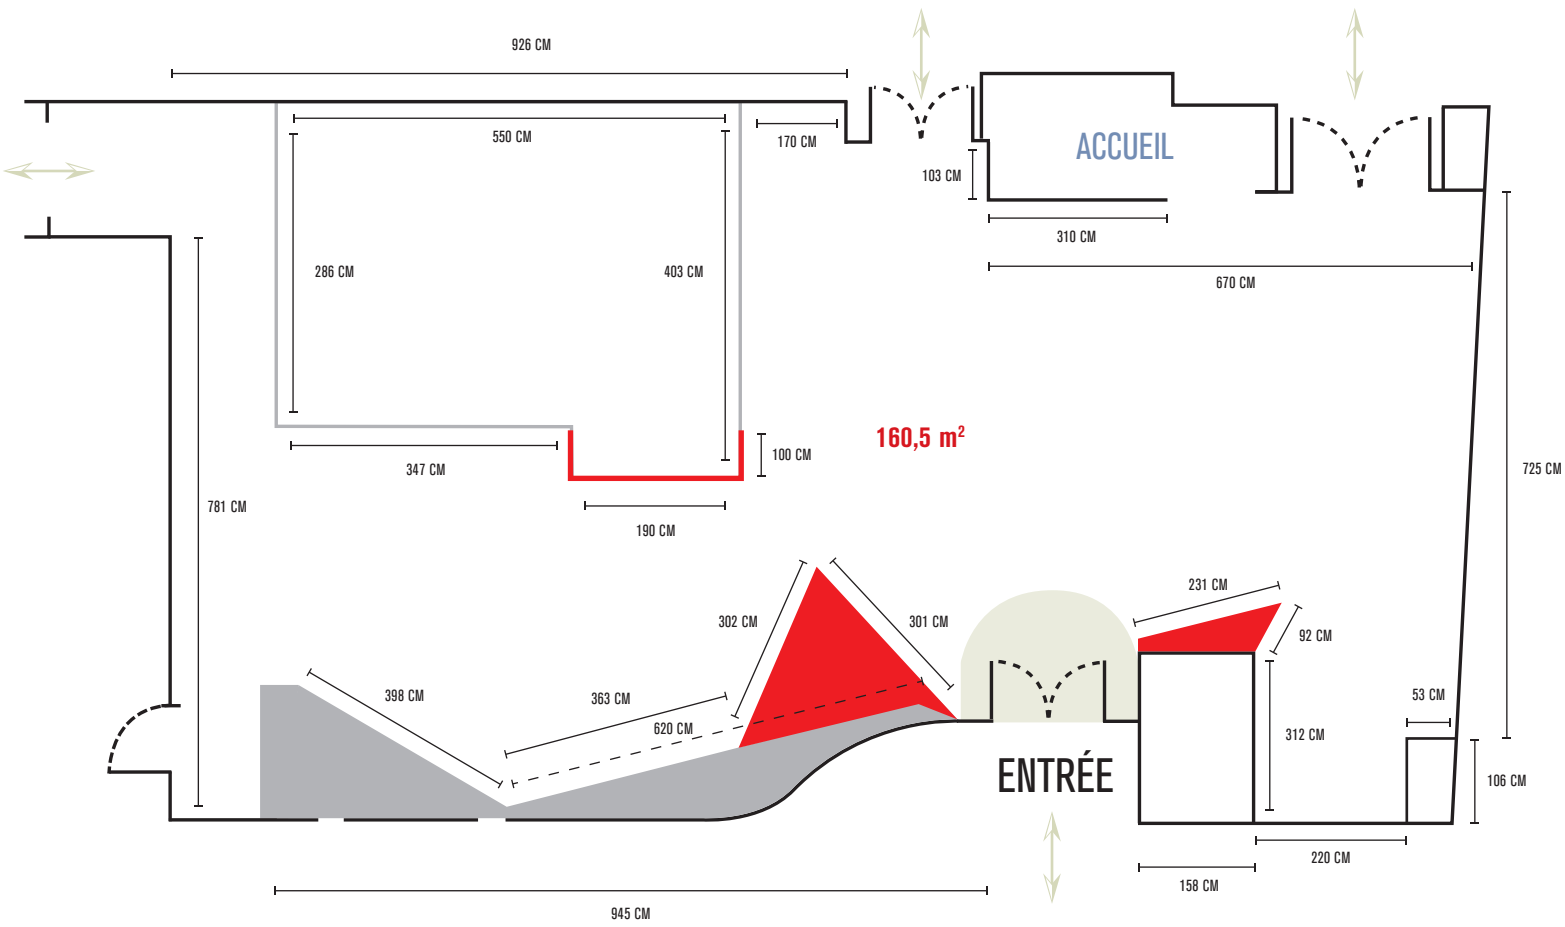 926 CM
550 CM
170 CM
ACCUEIL
103 CM
310 CM
286 CM
403 CM
670 CM
160,5 m²
100 CM
347 CM
725 CM
781 CM
190 CM
231 CM
302 CM
301 CM
92 CM
398 CM
363 CM
53 CM
620 CM
312 CM
ENTRÉE
106 CM
220 CM
158 CM
945 CM